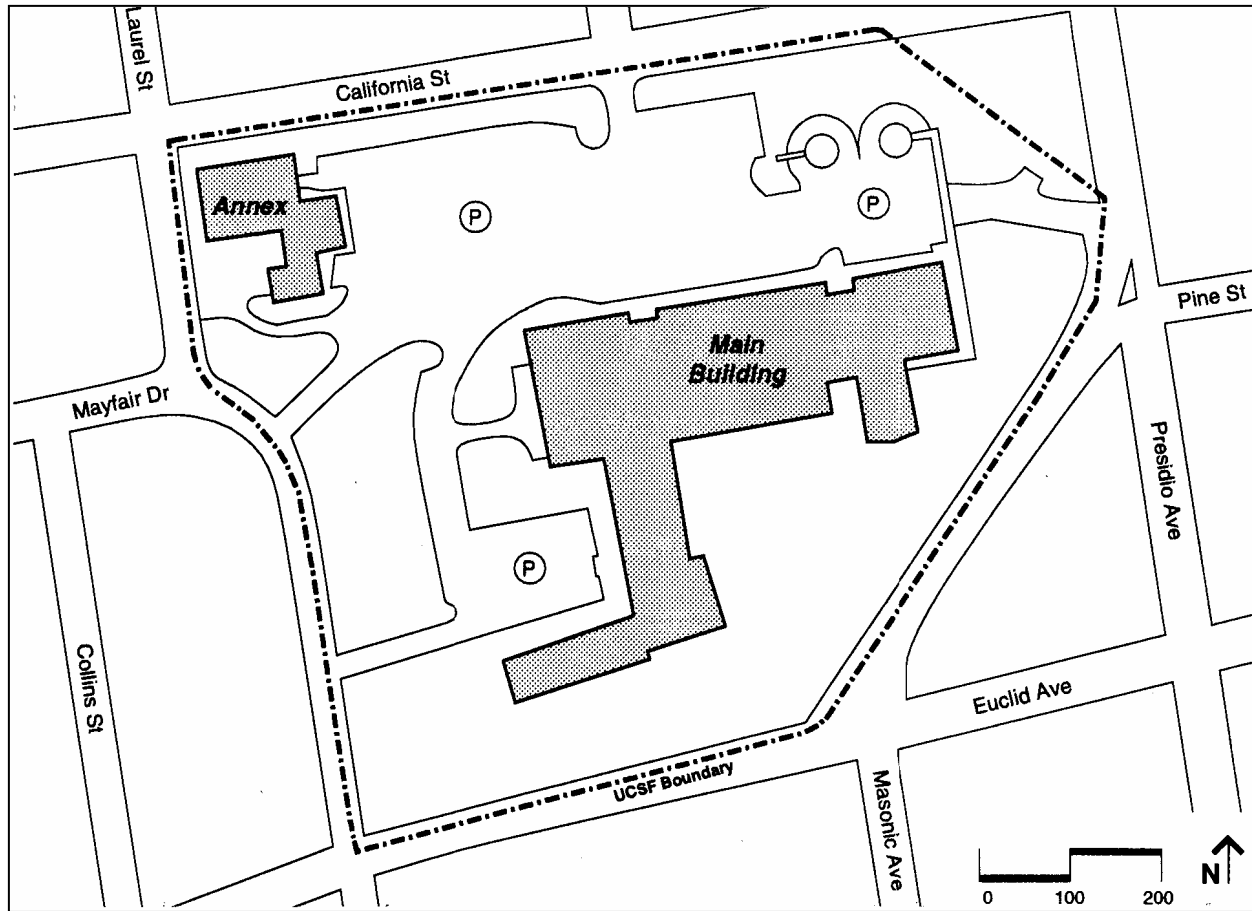 Laurel St
California St
Annex
P
P
Pine St
Main
Building
Mayfair Dr
Presidio Ave
P
Collins St
Euclid Ave
UCSF Boundary
Masonic Ave
N
0 100 200